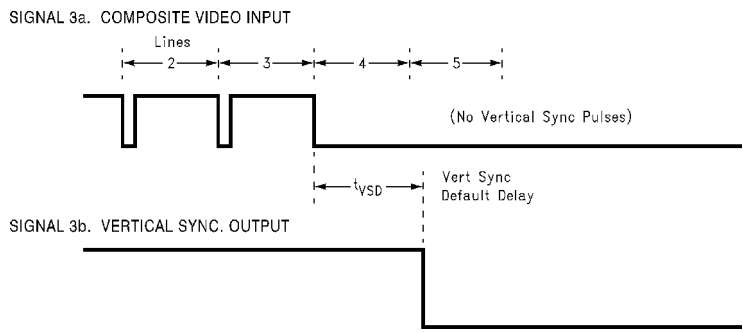 SIGNAL 3a. COMPOSITE VIDEO INPUT
Lines
2 3 4 5
(No Vertical Sync Pulses)
tVSD
Vert Sync
Default Delay
SIGNAL 3b. VERTICAL SYNC. OUTPUT